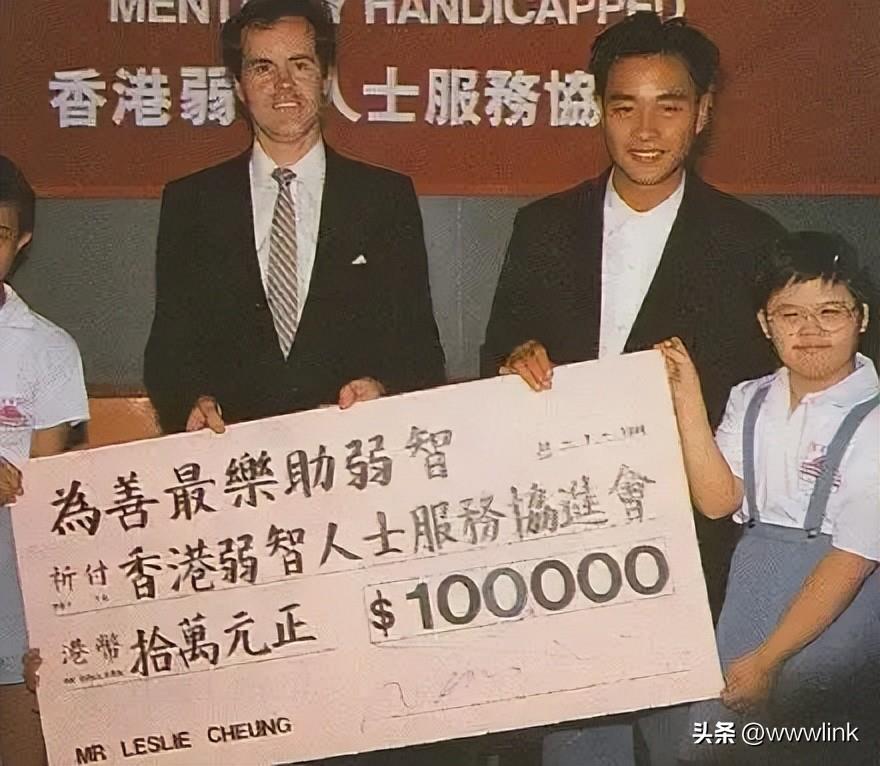 HANDICAPPED
香港弱 人士服務協
為善最樂助弱智
祈付 香港弱智人士服務協進會
港幣 拾萬元正
$100000
MR LESLIE CHEUNG
头条 @wwwlink